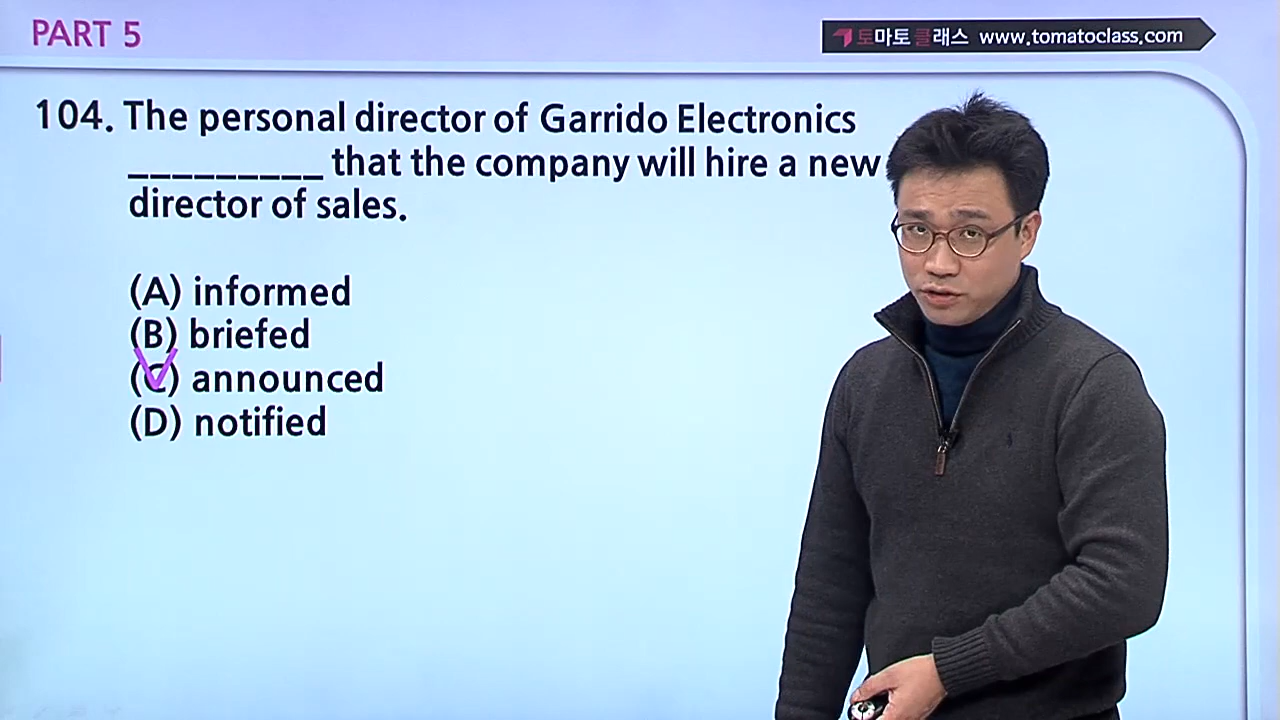 PART 5
토마토 클래스 www.tomatoclass.com
104. The personal director of Garrido Electronics
_________ that the company will hire a new
director of sales.
(A) informed
(B) briefed
(C) announced
(D) notified